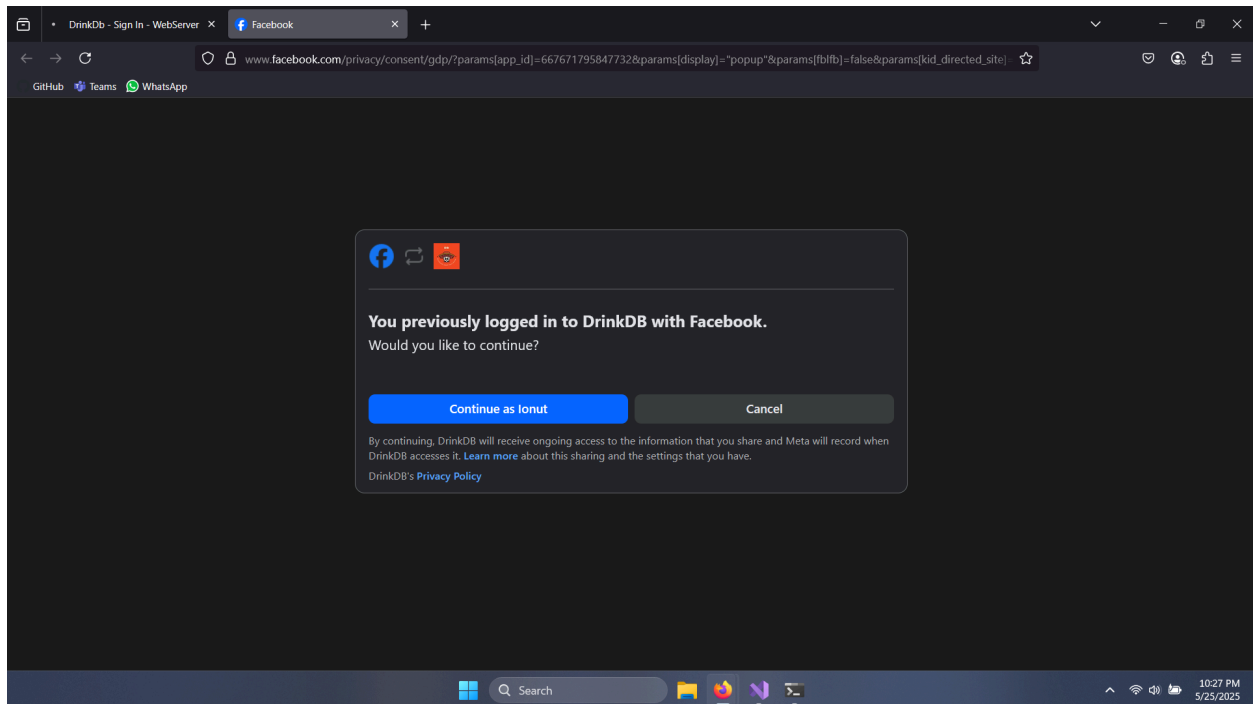 DrinkDb - Sign In - WebServer
Facebook
www.facebook.com/privacy/consent/gdp/?params[app_id]=667671795847732&params[display]="popup"&params[fblfb]=false&params[kid_directed_site]=
GitHub Teams WhatsApp
You previously logged in to DrinkDB with Facebook.
Would you like to continue?
Continue as Ionut
Cancel
By continuing, DrinkDB will receive ongoing access to the information that you share and Meta will record when
DrinkDB accesses it. Learn more about this sharing and the settings that you have.
DrinkDB's Privacy Policy
Search
10:27 PM
5/25/2025